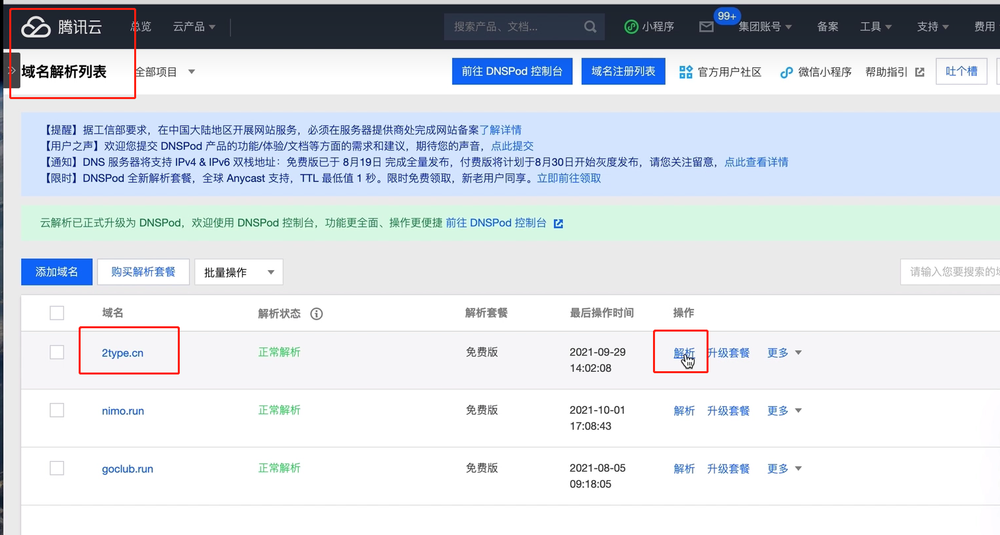 腾讯云 总览 云产品 搜索产品、文档... 小程序 99+ 集团账号 备案 工具 支持 费用
域名解析列表 全部项目 前往 DNSPod 控制台 域名注册列表 官方用户社区 微信小程序 帮助指引 吐个槽
【提醒】据工信部要求，在中国大陆地区开展网站服务，必须在服务器提供商处完成网站备案了解详情
【用户之声】欢迎您提交 DNSPod 产品的功能/体验/文档等方面的需求和建议，期待您的声音，点此提交
【通知】DNS 服务器将支持 IPv4 & IPv6 双栈地址：免费版已于 8月19日 完成全量发布，付费版将计划于8月30日开始灰度发布，请您关注留意，点此查看详情
【限时】DNSPod 全新解析套餐，全球 Anycast 支持，TTL 最低值 1 秒。限时免费领取，新老用户同享。立即前往领取
云解析已正式升级为 DNSPod，欢迎使用 DNSPod 控制台，功能更全面、操作更便捷 前往 DNSPod 控制台
添加域名 购买解析套餐 批量操作 请输入您要搜索的域
域名 解析状态 解析套餐 最后操作时间 操作
2type.cn 正常解析 免费版 2021-09-29 解析 升级套餐 更多
14:02:08
nimo.run 正常解析 免费版 2021-10-01 解析 升级套餐 更多
17:08:43
goclub.run 正常解析 免费版 2021-08-05 解析 升级套餐 更多
09:18:05